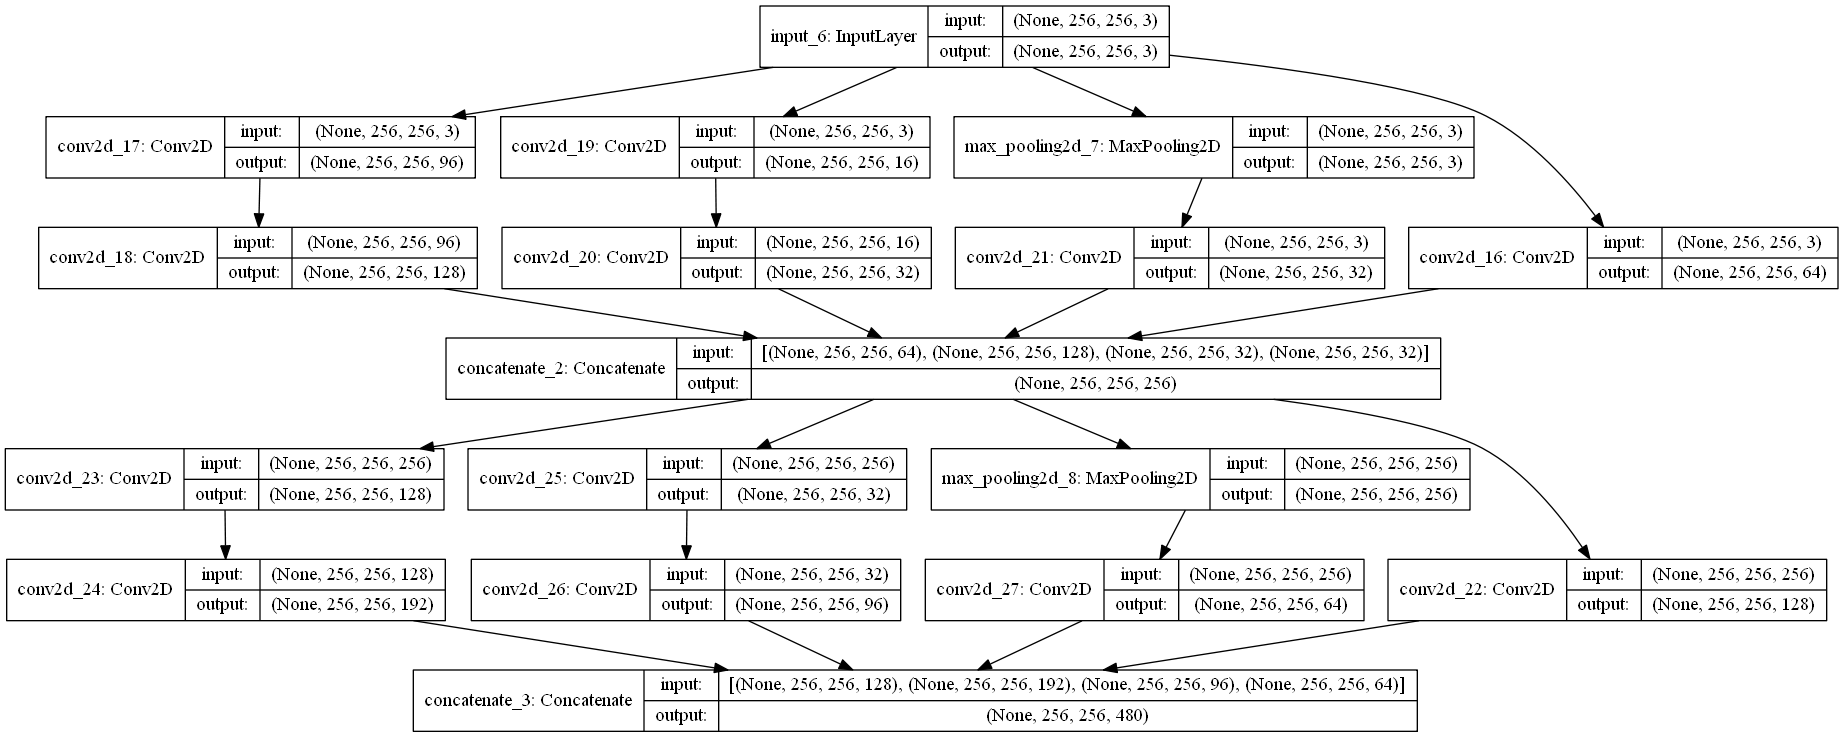 input_6: InputLayer
input:
(None, 256, 256, 3)
output:
(None, 256, 256, 3)
conv2d_17: Conv2D
input:
(None, 256, 256, 3)
output:
(None, 256, 256, 96)
conv2d_19: Conv2D
input:
(None, 256, 256, 3)
output:
(None, 256, 256, 16)
max_pooling2d_7: MaxPooling2D
input:
(None, 256, 256, 3)
output:
(None, 256, 256, 3)
conv2d_18: Conv2D
input:
(None, 256, 256, 96)
output:
(None, 256, 256, 128)
conv2d_20: Conv2D
input:
(None, 256, 256, 16)
output:
(None, 256, 256, 32)
conv2d_21: Conv2D
input:
(None, 256, 256, 3)
output:
(None, 256, 256, 32)
conv2d_16: Conv2D
input:
(None, 256, 256, 3)
output:
(None, 256, 256, 64)
concatenate_2: Concatenate
input:
[(None, 256, 256, 64), (None, 256, 256, 128), (None, 256, 256, 32), (None, 256, 256, 32)]
output:
(None, 256, 256, 256)
conv2d_23: Conv2D
input:
(None, 256, 256, 256)
output:
(None, 256, 256, 128)
conv2d_25: Conv2D
input:
(None, 256, 256, 256)
output:
(None, 256, 256, 32)
max_pooling2d_8: MaxPooling2D
input:
(None, 256, 256, 256)
output:
(None, 256, 256, 256)
conv2d_24: Conv2D
input:
(None, 256, 256, 128)
output:
(None, 256, 256, 192)
conv2d_26: Conv2D
input:
(None, 256, 256, 32)
output:
(None, 256, 256, 96)
conv2d_27: Conv2D
input:
(None, 256, 256, 256)
output:
(None, 256, 256, 64)
conv2d_22: Conv2D
input:
(None, 256, 256, 256)
output:
(None, 256, 256, 128)
concatenate_3: Concatenate
input:
[(None, 256, 256, 128), (None, 256, 256, 192), (None, 256, 256, 96), (None, 256, 256, 64)]
output:
(None, 256, 256, 480)